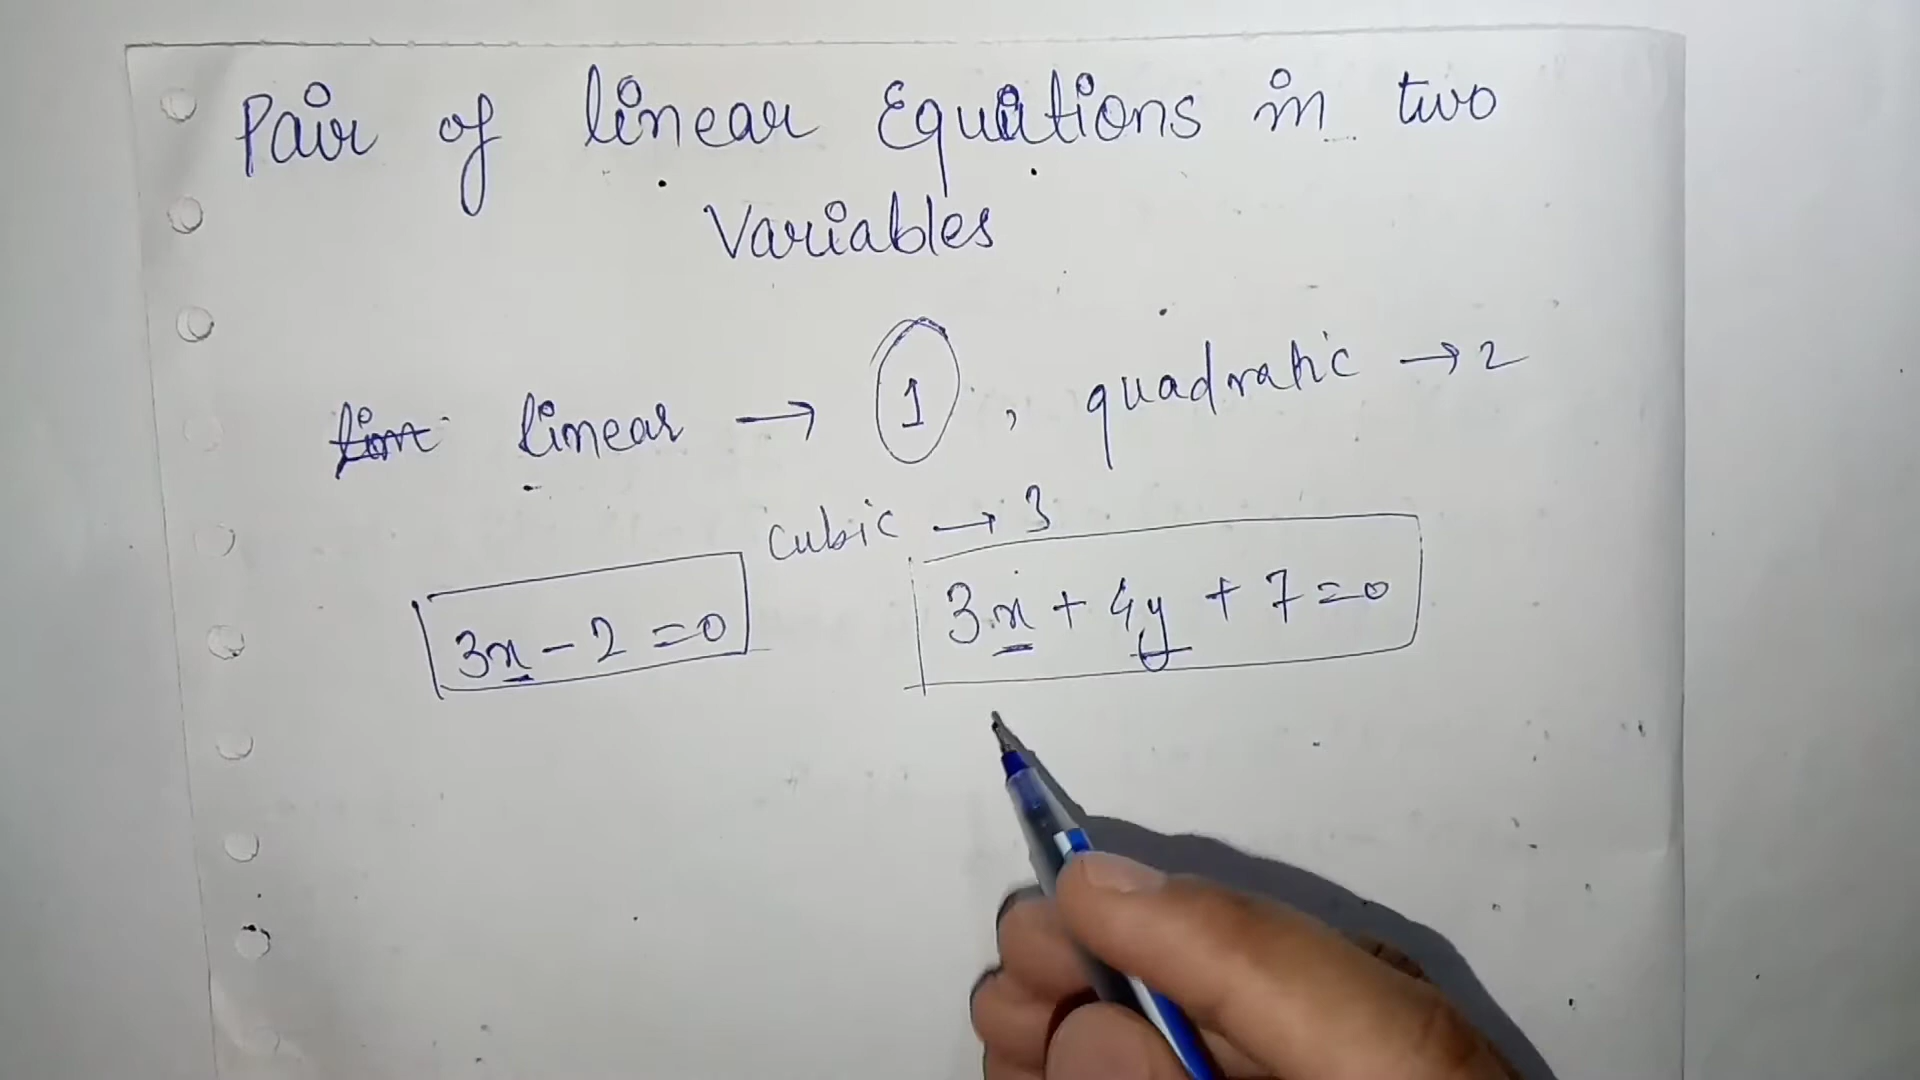 Pair of linear Equations in two
Variables
linear → 1 , quadratic → 2
cubic → 3
3x - 2 = 0
3x + 4y + 7 = 0